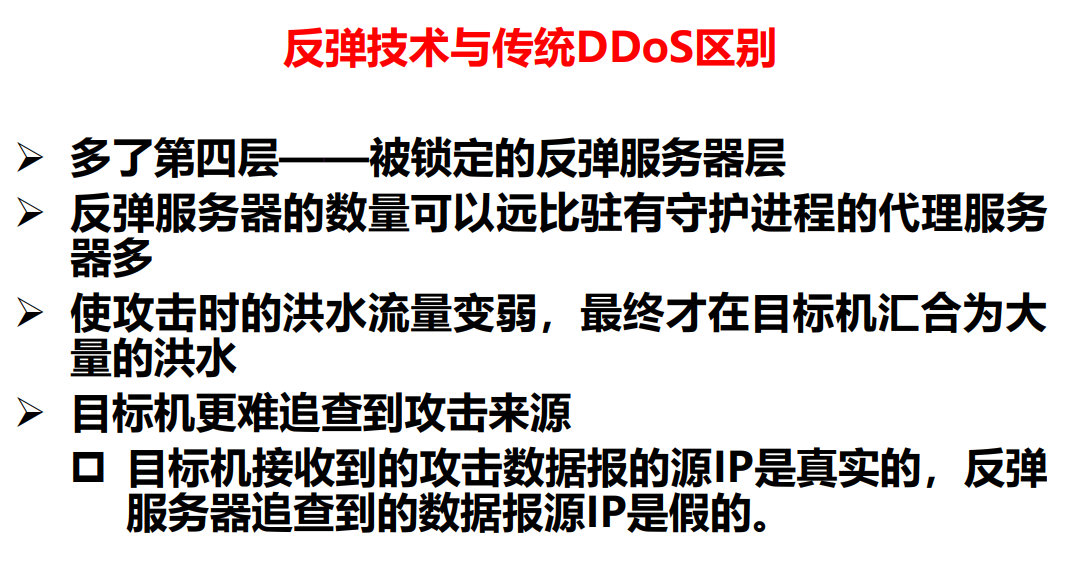 反弹技术与传统DDoS区别
➢ 多了第四层——被锁定的反弹服务器层
➢ 反弹服务器的数量可以远比驻有守护进程的代理服务
器多
➢ 使攻击时的洪水流量变弱，最终才在目标机汇合为大
量的洪水
➢ 目标机更难追查到攻击来源
❑ 目标机接收到的攻击数据报的源IP是真实的，反弹
服务器追查到的数据报源IP是假的。